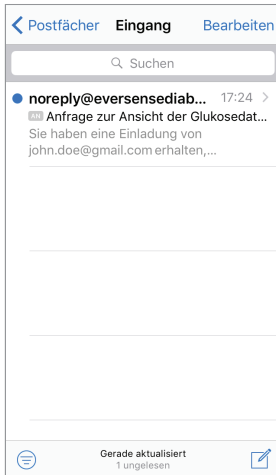 Postfächer Eingang Bearbeiten
Suchen
noreply@eversensediab... 17:24
AN Anfrage zur Ansicht der Glukosedat...
Sie haben eine Einladung von
john.doe@gmail.com erhalten,...
Gerade aktualisiert
1 ungelesen